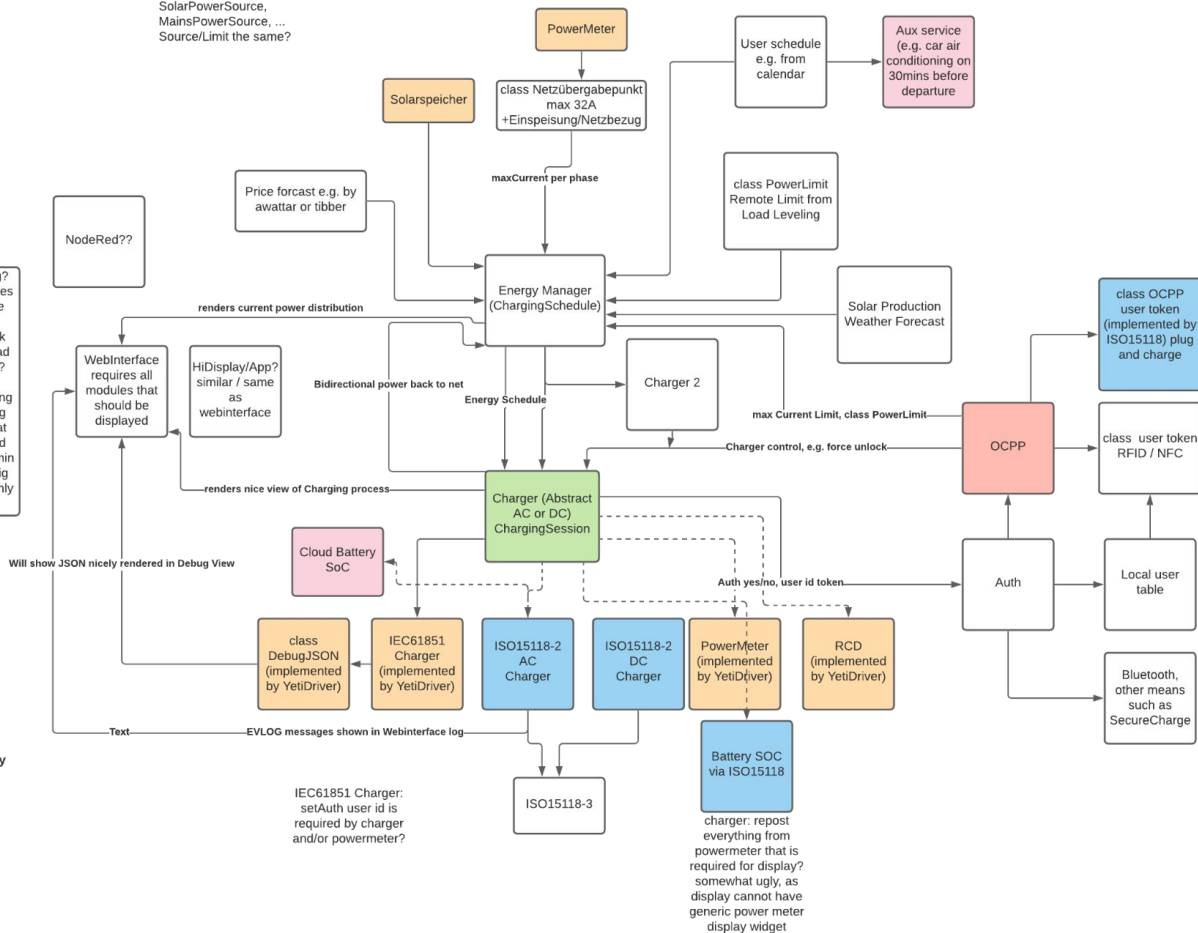 SolarPowerSource,
MainsPowerSource, ...
Source/Limit the same?
PowerMeter
User schedule
e.g. from
calendar
Aux service
(e.g. car air
conditioning on
30mins before
departure
Solarspeicher
class Netzübergabepunkt
max 32A
+Einspeisung/Netzbezug
maxCurrent per phase
Price forcast e.g. by
awattar or tibber
class PowerLimit
Remote Limit from
Load Leveling
NodeRed??
Energy Manager
(ChargingSchedule)
Solar Production
Weather Forecast
class OCPP
user token
(implemented by
ISO15118) plug
and charge
renders current power distribution
WebInterface
requires all
modules that
should be
displayed
HiDisplay/App?
similar / same
as
webinterface
Bidirectional power back to net
Energy Schedule
Charger 2
max Current Limit, class PowerLimit
Charger control, e.g. force unlock
OCPP
class user token
RFID / NFC
renders nice view of Charging process
Charger (Abstract
AC or DC)
ChargingSession
Cloud Battery
SoC
Will show JSON nicely rendered in Debug View
Auth yes/no, user id token
Auth
Local user
table
class
DebugJSON
(implemented
by YetiDriver)
IEC61851
Charger
(implemented
by YetiDriver)
ISO15118-2
AC
Charger
ISO15118-2
DC
Charger
PowerMeter
(implemented
by YetiDriver)
RCD
(implemented
by YetiDriver)
Bluetooth,
other means
such as
SecureCharge
Text
EVLOG messages shown in Webinterface log
Battery SOC
via ISO15118
ISO15118-3
IEC61851 Charger:
setAuth user id is
required by charger
and/or powermeter?
charger: repost
everything from
powermeter that is
required for display?
somewhat ugly, as
display cannot have
generic power meter
display widget